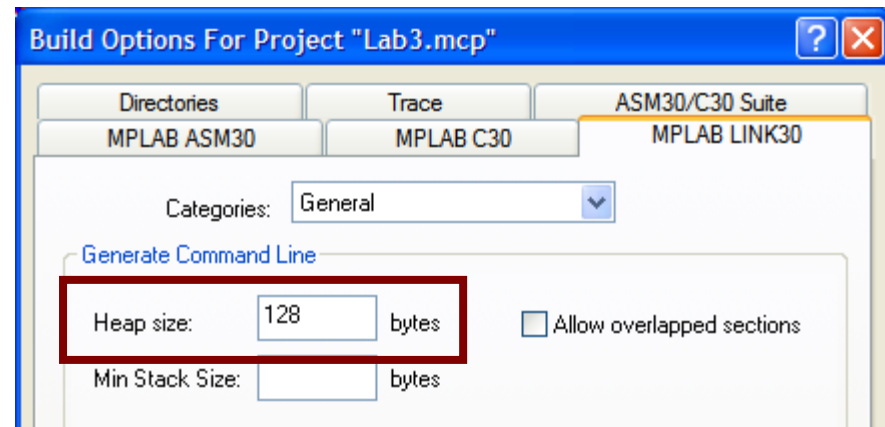 Build Options For Project "Lab3.mcp"
Directories Trace ASM30/C30 Suite
MPLAB ASM30 MPLAB C30 MPLAB LINK30
Categories: General
Generate Command Line
Heap size: 128 bytes Allow overlapped sections
Min Stack Size: bytes